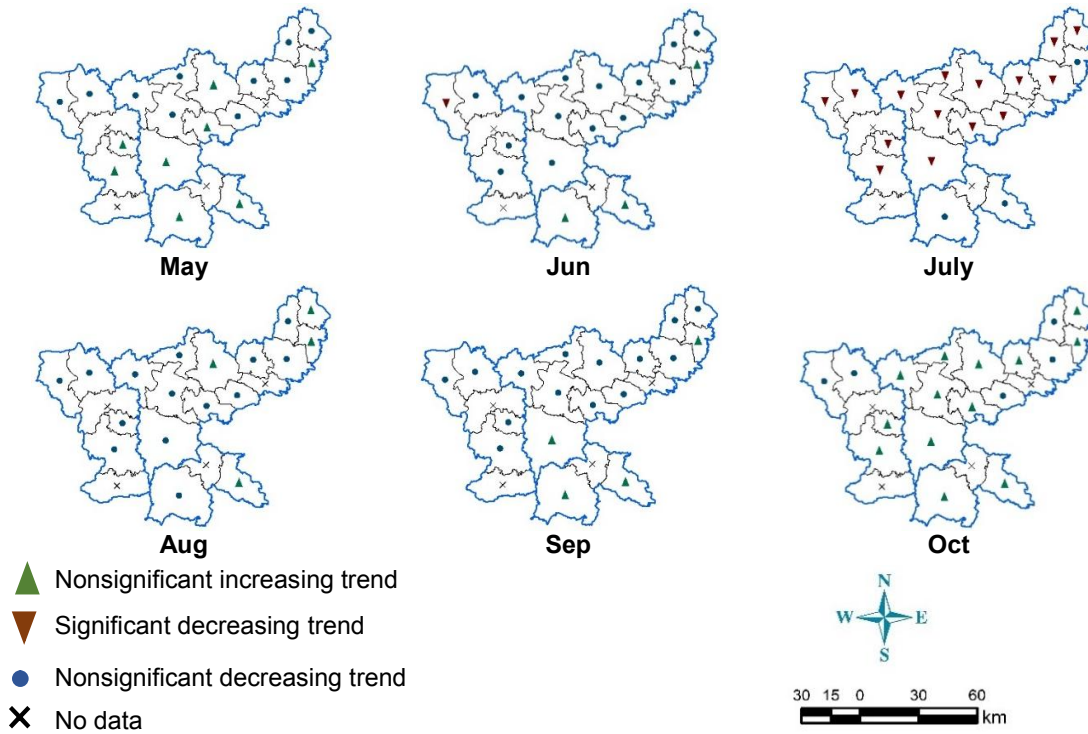 May
Jun
July
Aug
Sep
Oct
Nonsignificant increasing trend
Significant decreasing trend
Nonsignificant decreasing trend
No data
N
W E
S
30 15 0 30 60
km